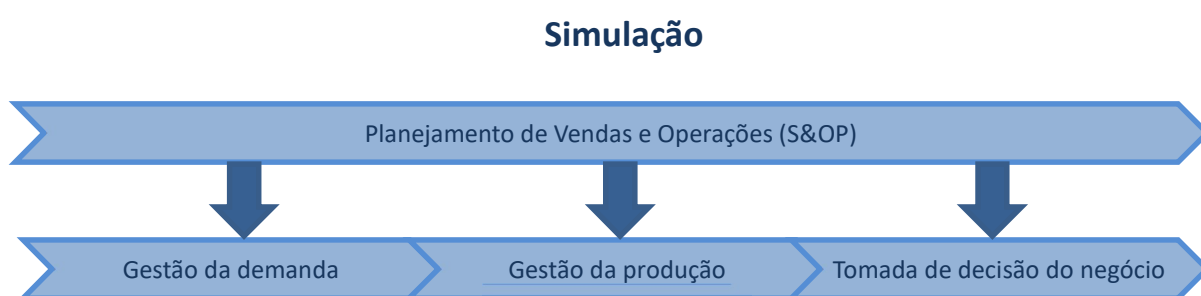 Simulação
Planejamento de Vendas e Operações (S&OP)
Gestão da demanda
Gestão da produção
Tomada de decisão do negócio